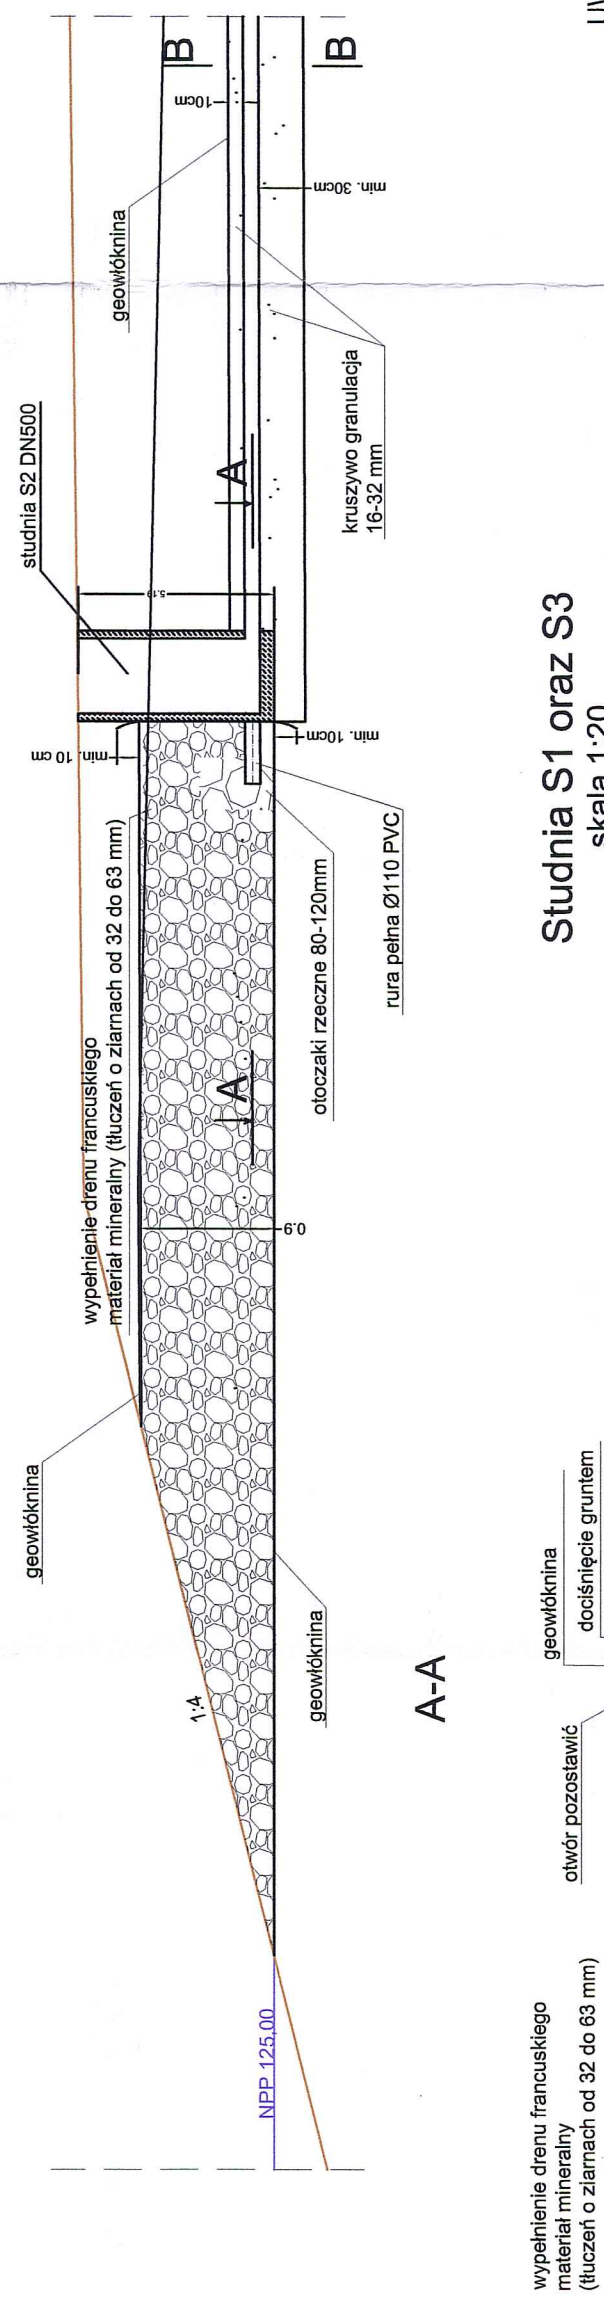 NPP 125,00
1:4
geowłóknina
geowłóknina
wypełnienie drenu francuskiego
materiał mineralny (tłuczeń o ziarnach od 32 do 63 mm)
0.9
A
otoczaki rzeczne 80-120mm
rura pełna Ø110 PVC
min. 10 cm
min. 10cm
studnia S2 DN500
A
kruszywo granulacja
16-32 mm
geowłóknina
10cm
min. 30cm
B
B
A-A
Studnia S1 oraz S3
skala 1:20
wypełnienie drenu francuskiego
materiał mineralny
(tłuczeń o ziarnach od 32 do 63 mm)
otwór pozostawić
geowłóknina
dociśnięcie gruntem